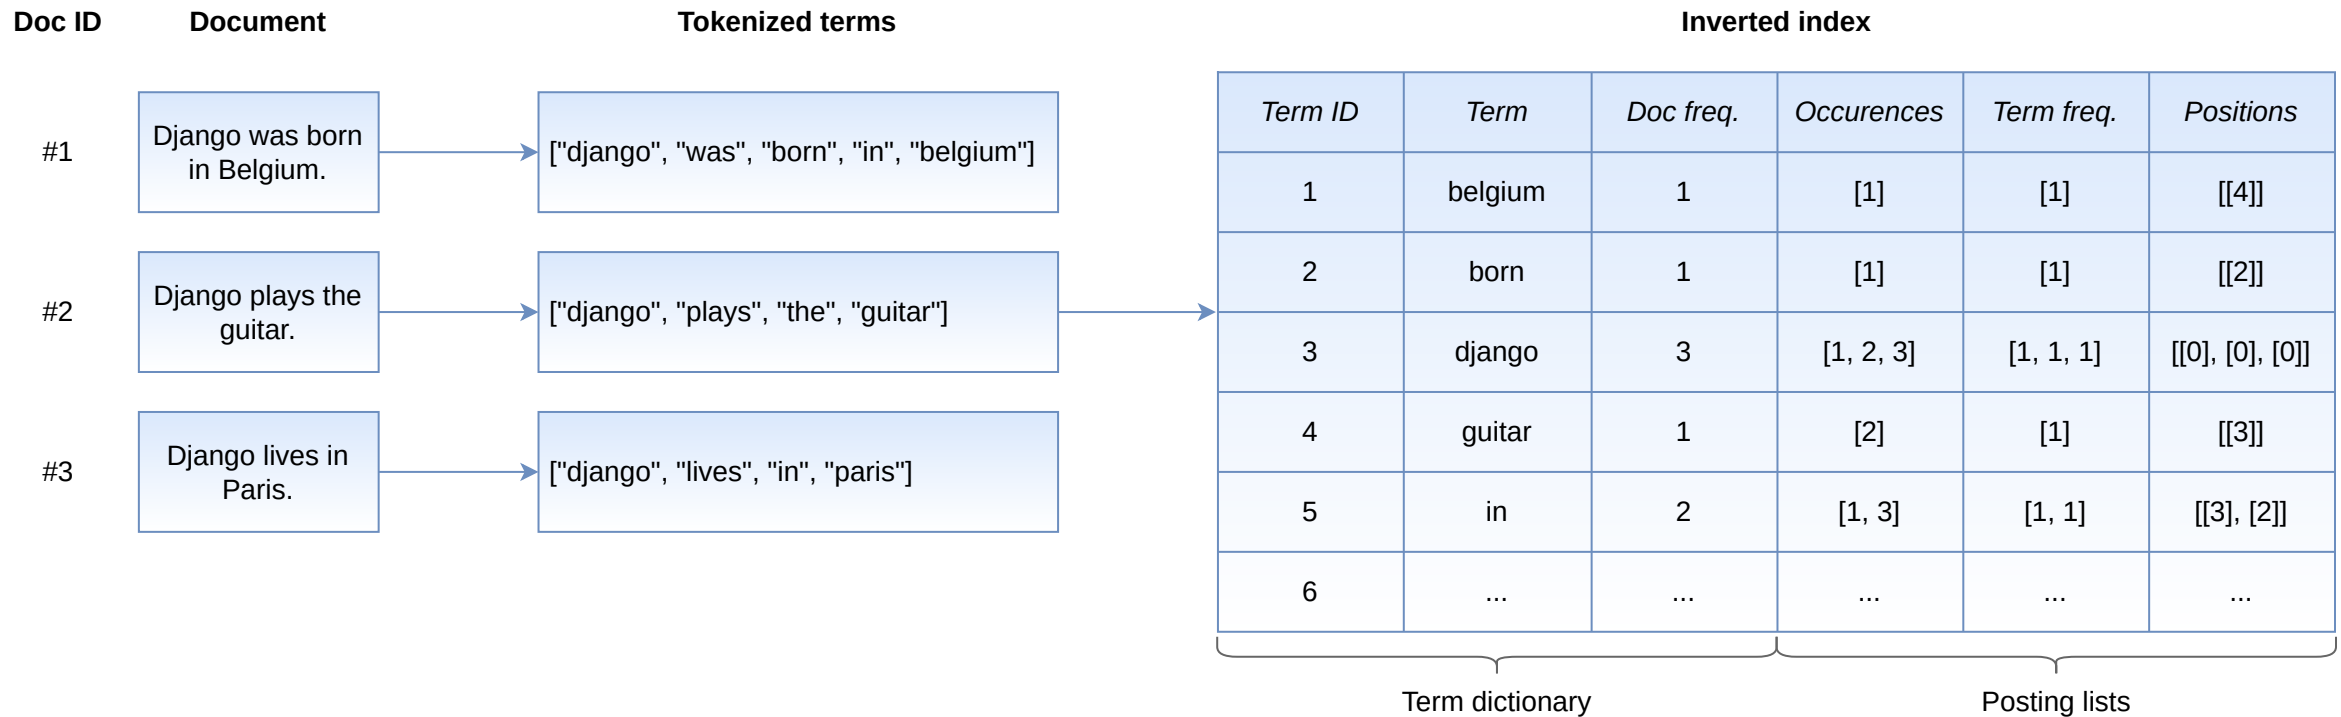 Doc ID
Document
Tokenized terms
Inverted index
#1
Django was born
in Belgium.
["django", "was", "born", "in", "belgium"]
#2
Django plays the
guitar.
["django", "plays", "the", "guitar"]
#3
Django lives in
Paris.
["django", "lives", "in", "paris"]
Term ID Term Doc freq. Occurences Term freq. Positions
1 belgium 1 [1] [1] [[4]]
2 born 1 [1] [1] [[2]]
3 django 3 [1, 2, 3] [1, 1, 1] [[0], [0], [0]]
4 guitar 1 [2] [1] [[3]]
5 in 2 [1, 3] [1, 1] [[3], [2]]
6 ... ... ... ... ...
Term dictionary
Posting lists